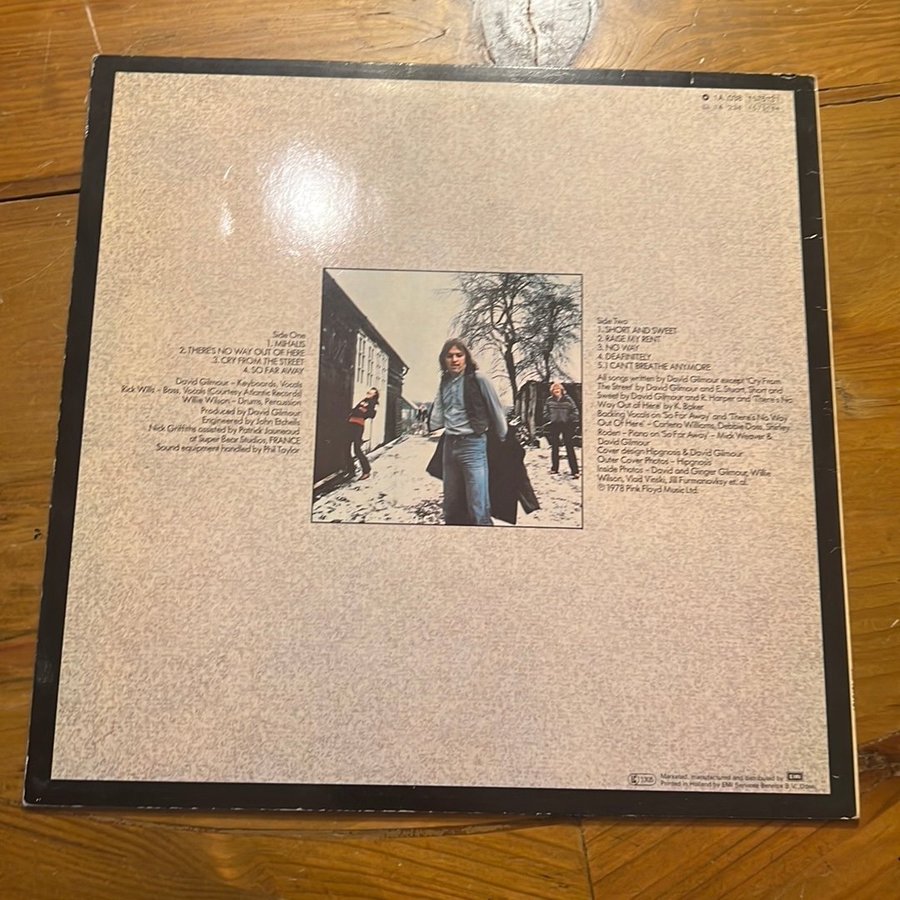 1A 038 1575121
Side One
1. MIHALIS
2. THERE'S NO WAY OUT OF HERE
3. CRY FROM THE STREET
4. SO FAR AWAY
David Gilmour – Keyboards, Vocals
Rick Wills – Bass, Vocals (Courtesy Atlantic Records)
Willie Wilson – Drums, Percussion
Produced by David Gilmour
Engineered by John Etchells
Nick Griffiths assisted by Patrick Jauneaud
at Super Bear Studios, FRANCE
Sound equipment handled by Phil Taylor
Side Two
1. SHORT AND SWEET
2. RAISE MY RENT
3. NO WAY
4. DEAFINITELY
5. I CAN'T BREATHE ANYMORE
All songs written by David Gilmour except 'Cry From
The Street' by David Gilmour and E. Stuart, Short and
Sweet by David Gilmour and R. Harper and 'There's No
Way Out of Here' by K. Baker
Backing Vocals on 'So Far Away' and 'There's No Way
Out Of Here' – Carlena Williams, Debbie Doss, Shirley
Roden – Piano on 'So Far Away' – Mick Weaver &
David Gilmour
Cover design Hipgnosis & David Gilmour
Outer Cover Photos – Hipgnosis
Inside Photos – David and Ginger Gilmour, Willie
Wilson, Vlad Vinski, Jill Furmanovksy et. al.
℗ 1978 Pink Floyd Music Ltd.
Marketed, manufactured and distributed by EMI
Printed in Holland by EMI Services Benelux B.V.